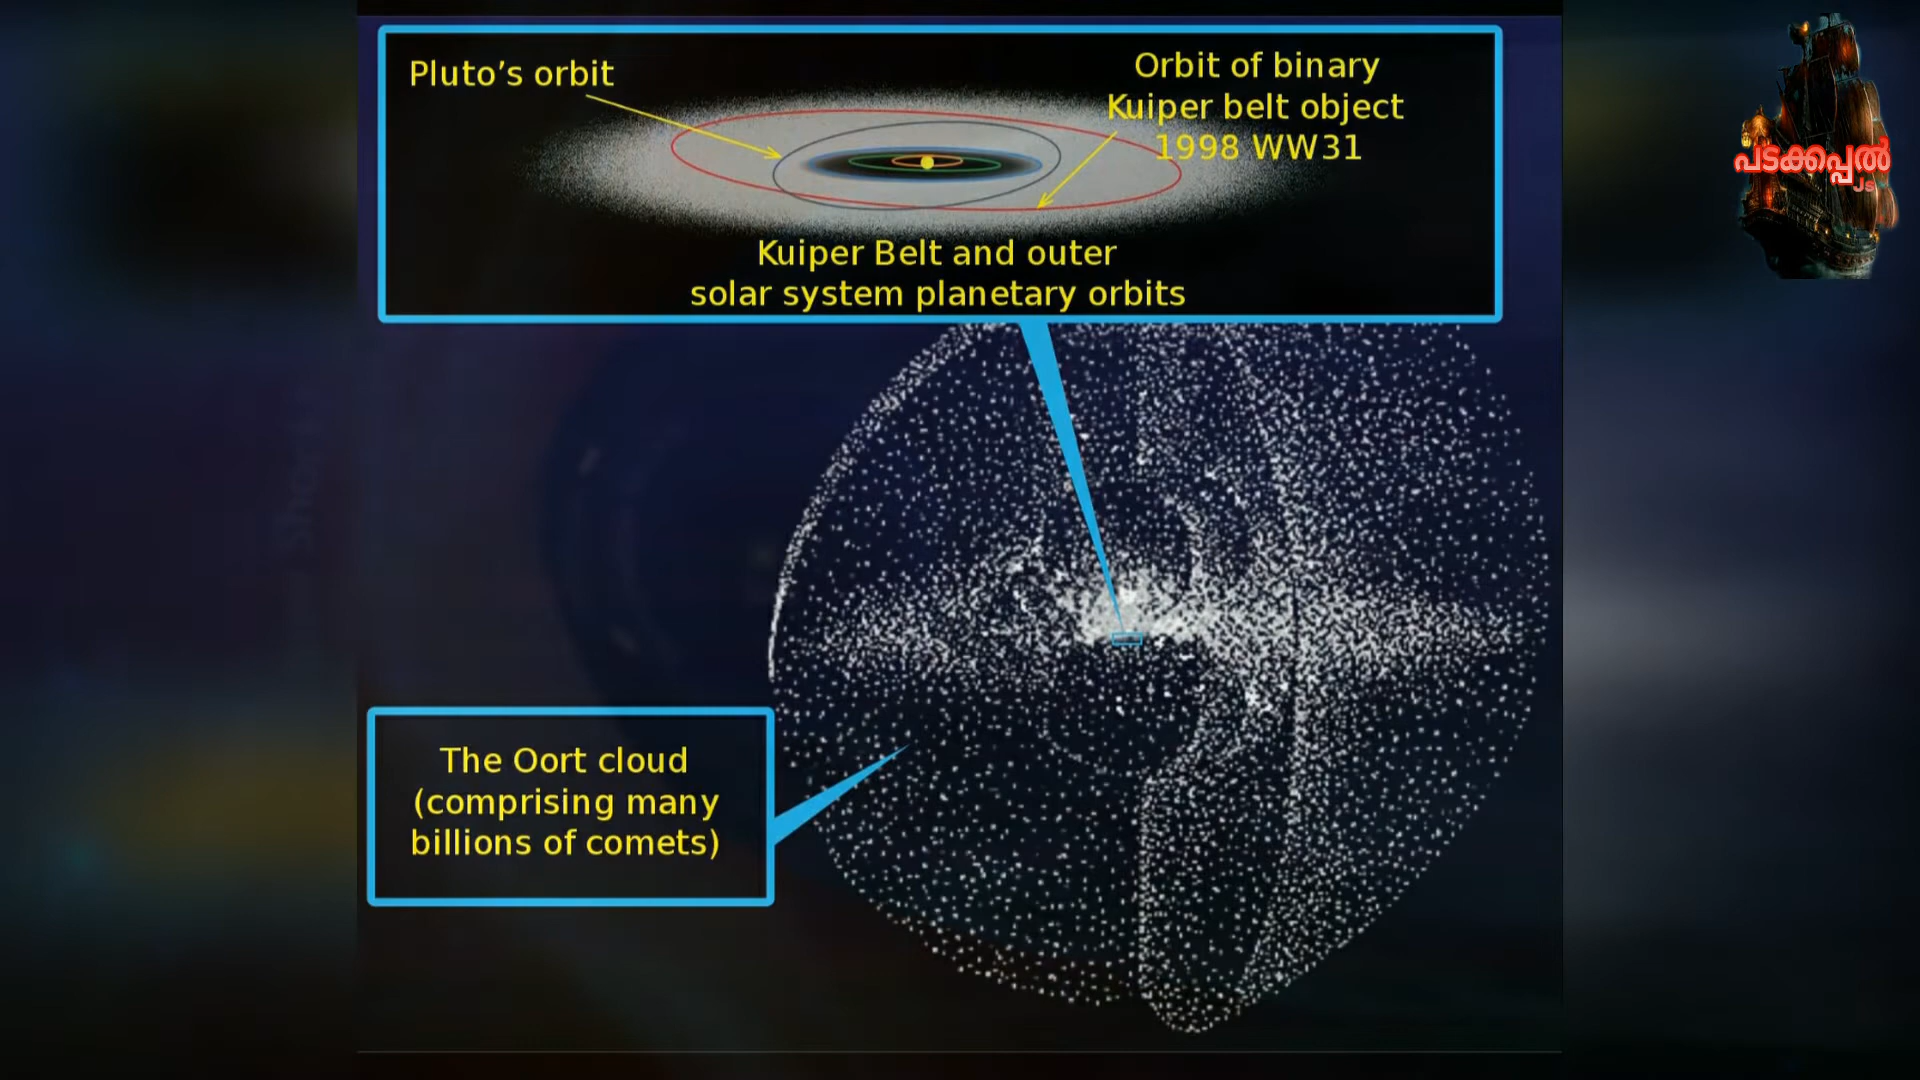 Pluto’s orbit
Orbit of binary
Kuiper belt object
1998 WW31
Kuiper Belt and outer
solar system planetary orbits
The Oort cloud
(comprising many
billions of comets)
പടക്കപ്പൽ
Js